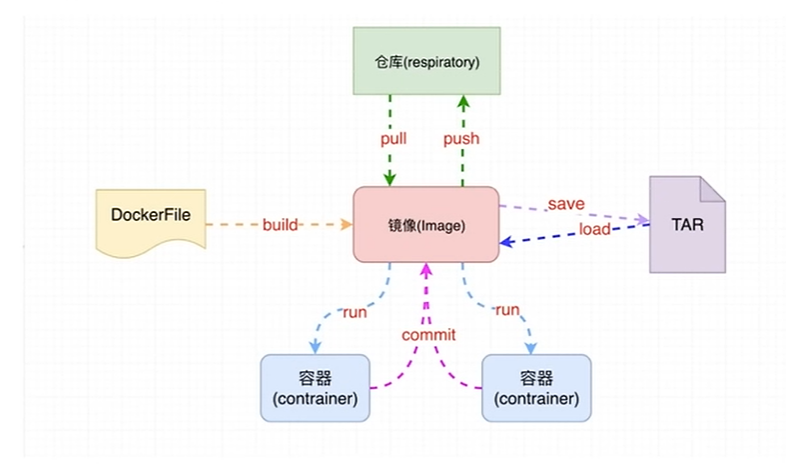 仓库(respiratory)
pull
push
DockerFile
build
镜像(Image)
save
load
TAR
run
run
commit
容器
(contrainer)
容器
(contrainer)